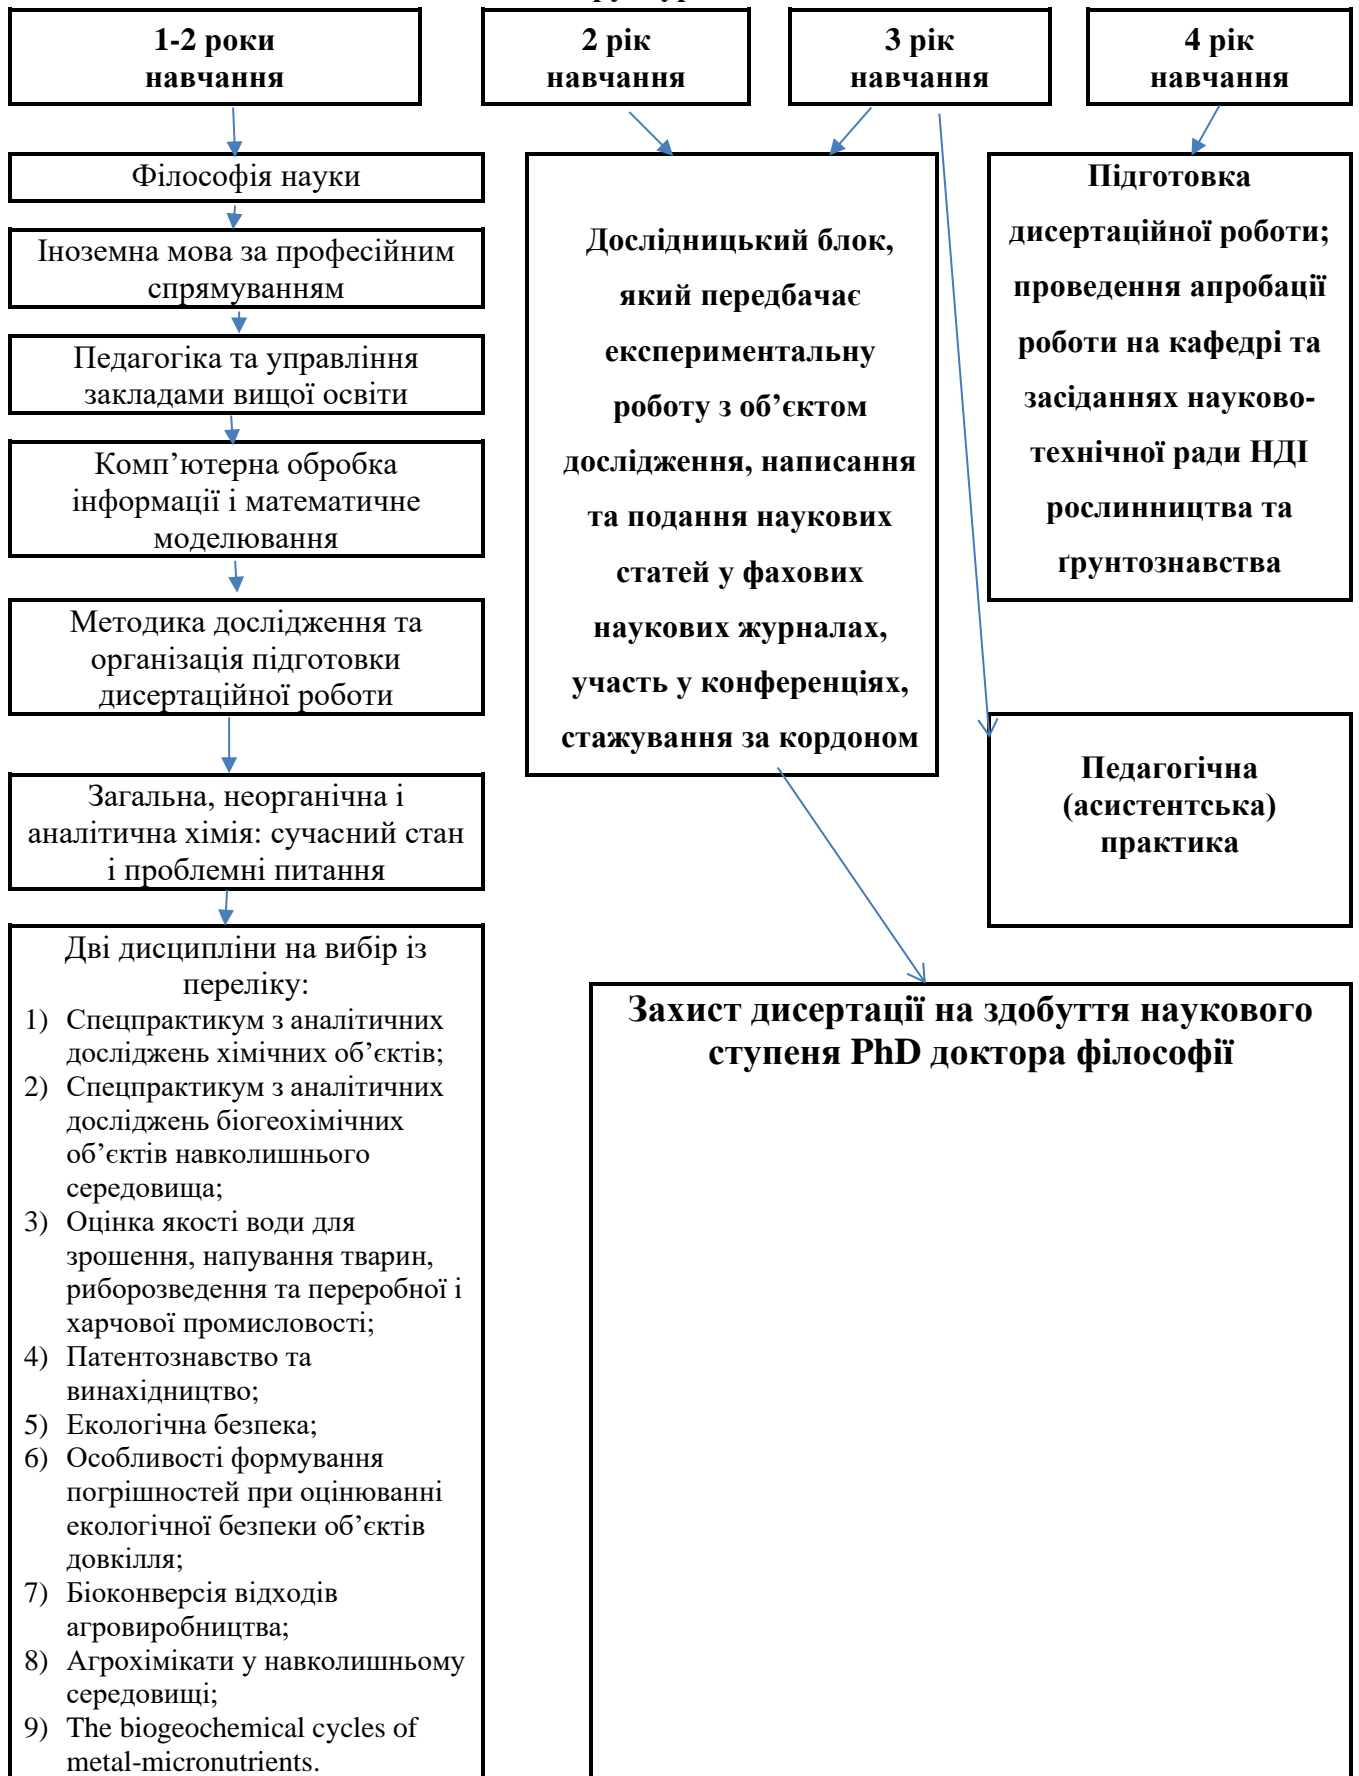 1-2 роки
навчання
2 рік
навчання
3 рік
навчання
4 рік
навчання
Філософія науки
Іноземна мова за професійним
спрямуванням
Педагогіка та управління
закладами вищої освіти
Комп’ютерна обробка
інформації і математичне
моделювання
Методика дослідження та
організація підготовки
дисертаційної роботи
Загальна, неорганічна і
аналітична хімія: сучасний стан
і проблемні питання
Дві дисципліни на вибір із
переліку:
1) Спецпрактикум з аналітичних
досліджень хімічних об’єктів;
2) Спецпрактикум з аналітичних
досліджень біогеохімічних
об’єктів навколишнього
середовища;
3) Оцінка якості води для
зрошення, напування тварин,
риборозведення та переробної і
харчової промисловості;
4) Патентознавство та
винахідництво;
5) Екологічна безпека;
6) Особливості формування
погрішностей при оцінюванні
екологічної безпеки об’єктів
довкілля;
7) Біоконверсія відходів
агровиробництва;
8) Агрохімікати у навколишньому
середовищі;
9) The biogeochemical cycles of
metal-micronutrients.
Дослідницький блок,
який передбачає
експериментальну
роботу з об’єктом
дослідження, написання
та подання наукових
статей у фахових
наукових журналах,
участь у конференціях,
стажування за кордоном
Підготовка
дисертаційної роботи;
проведення апробації
роботи на кафедрі та
засіданнях науково-
технічної ради НДІ
рослинництва та
ґрунтознавства
Педагогічна
(асистентська)
практика
Захист дисертації на здобуття наукового
ступеня PhD доктора філософії